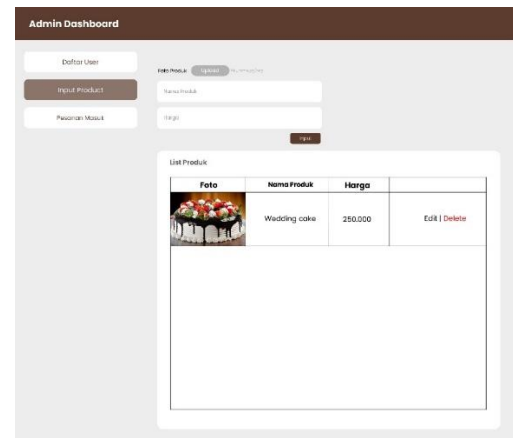 Admin Dashboard
Daftar User
Input Product
Pesanan Masuk
Foto Produk Upload
Nama Produk
Harga
Input
List Produk
Foto Nama Produk Harga
Wedding cake 250.000 Edit | Delete